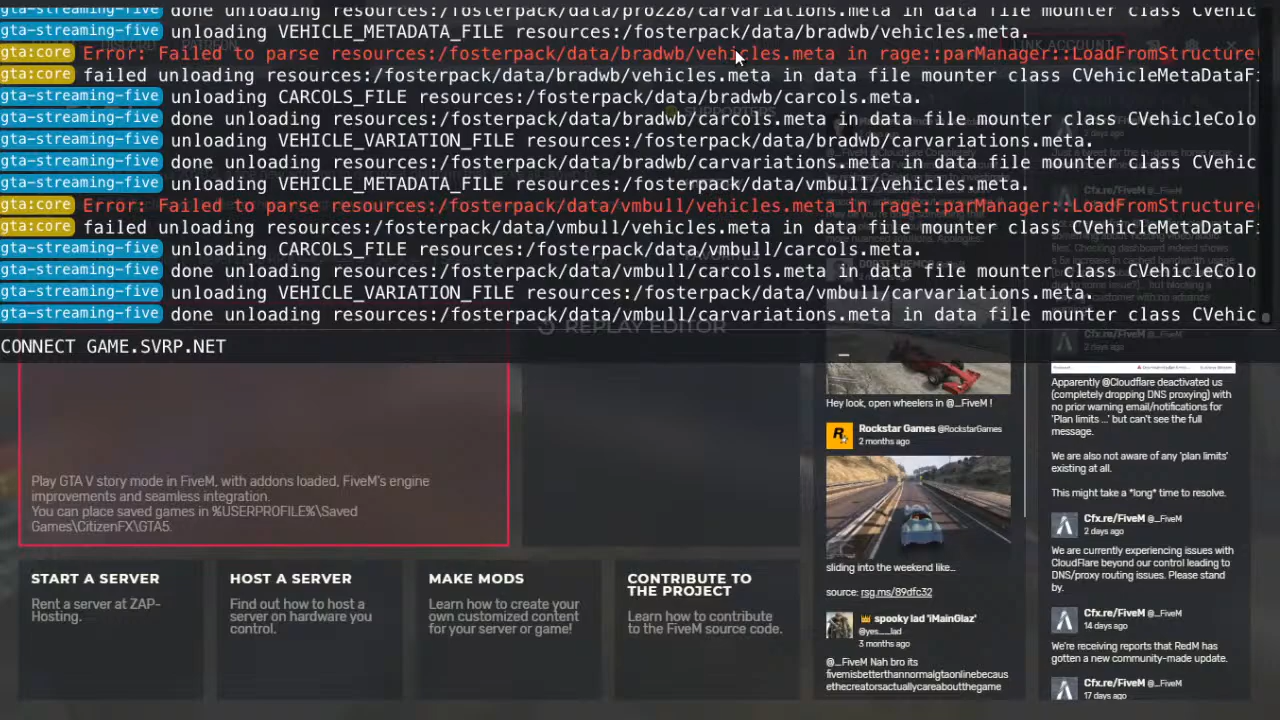 gta-streaming-five done unloading resources:/fosterpack/data/pro228/carvariations.meta in data file mounter class CVehic
gta-streaming-five unloading VEHICLE_METADATA_FILE resources:/fosterpack/data/bradwb/vehicles.meta.
gta:core Error: Failed to parse resources:/fosterpack/data/bradwb/vehicles.meta in rage::parManager::LoadFromStructure(
gta:core failed unloading resources:/fosterpack/data/bradwb/vehicles.meta in data file mounter class CVehicleMetaDataFi
gta-streaming-five unloading CARCOLS_FILE resources:/fosterpack/data/bradwb/carcols.meta.
gta-streaming-five done unloading resources:/fosterpack/data/bradwb/carcols.meta in data file mounter class CVehicleColo
gta-streaming-five unloading VEHICLE_VARIATION_FILE resources:/fosterpack/data/bradwb/carvariations.meta.
gta-streaming-five done unloading resources:/fosterpack/data/bradwb/carvariations.meta in data file mounter class CVehic
gta-streaming-five unloading VEHICLE_METADATA_FILE resources:/fosterpack/data/vmbull/vehicles.meta.
gta:core Error: Failed to parse resources:/fosterpack/data/vmbull/vehicles.meta in rage::parManager::LoadFromStructure(
gta:core failed unloading resources:/fosterpack/data/vmbull/vehicles.meta in data file mounter class CVehicleMetaDataFi
gta-streaming-five unloading CARCOLS_FILE resources:/fosterpack/data/vmbull/carcols.meta.
gta-streaming-five done unloading resources:/fosterpack/data/vmbull/carcols.meta in data file mounter class CVehicleColo
gta-streaming-five unloading VEHICLE_VARIATION_FILE resources:/fosterpack/data/vmbull/carvariations.meta.
gta-streaming-five done unloading resources:/fosterpack/data/vmbull/carvariations.meta in data file mounter class CVehic
REPLAY EDITOR
CONNECT GAME.SVRP.NET
Play GTA V story mode in FiveM, with addons loaded, FiveM's engine
improvements and seamless integration.
You can place saved games in %USERPROFILE%\Saved
Games\CitizenFX\GTA5.
START A SERVER
Rent a server at ZAP-
Hosting.
HOST A SERVER
Find out how to host a
server on hardware you
control.
MAKE MODS
Learn how to create your
own customized content
for your server or game!
CONTRIBUTE TO
THE PROJECT
Learn how to contribute
to the FiveM source code.
Hey look, open wheelers in @_FiveM !
Rockstar Games @RockstarGames
2 months ago
sliding into the weekend like...
source: rsg.ms/89dfc32
spooky lad 'iMainGlaz'
@yes___lad
3 months ago
@_FiveM Nah bro its
fivemisbetterthannormalgtaonlinebecaus
ethecreatorsactuallycareaboutthegame
Apparently @Cloudflare deactivated us
(completely dropping DNS proxying) with
no prior warning email/notifications for
'Plan limits ...' but can't see the full
message.
We are also not aware of any 'plan limits'
existing at all.
This might take a *long* time to resolve.
Cfx.re/FiveM @_FiveM
2 days ago
We are currently experiencing issues with
CloudFlare beyond our control leading to
DNS/proxy routing issues. Please stand
by.
Cfx.re/FiveM @_FiveM
14 days ago
We're receiving reports that RedM has
gotten a new community-made update.
Cfx.re/FiveM @_FiveM
17 days ago